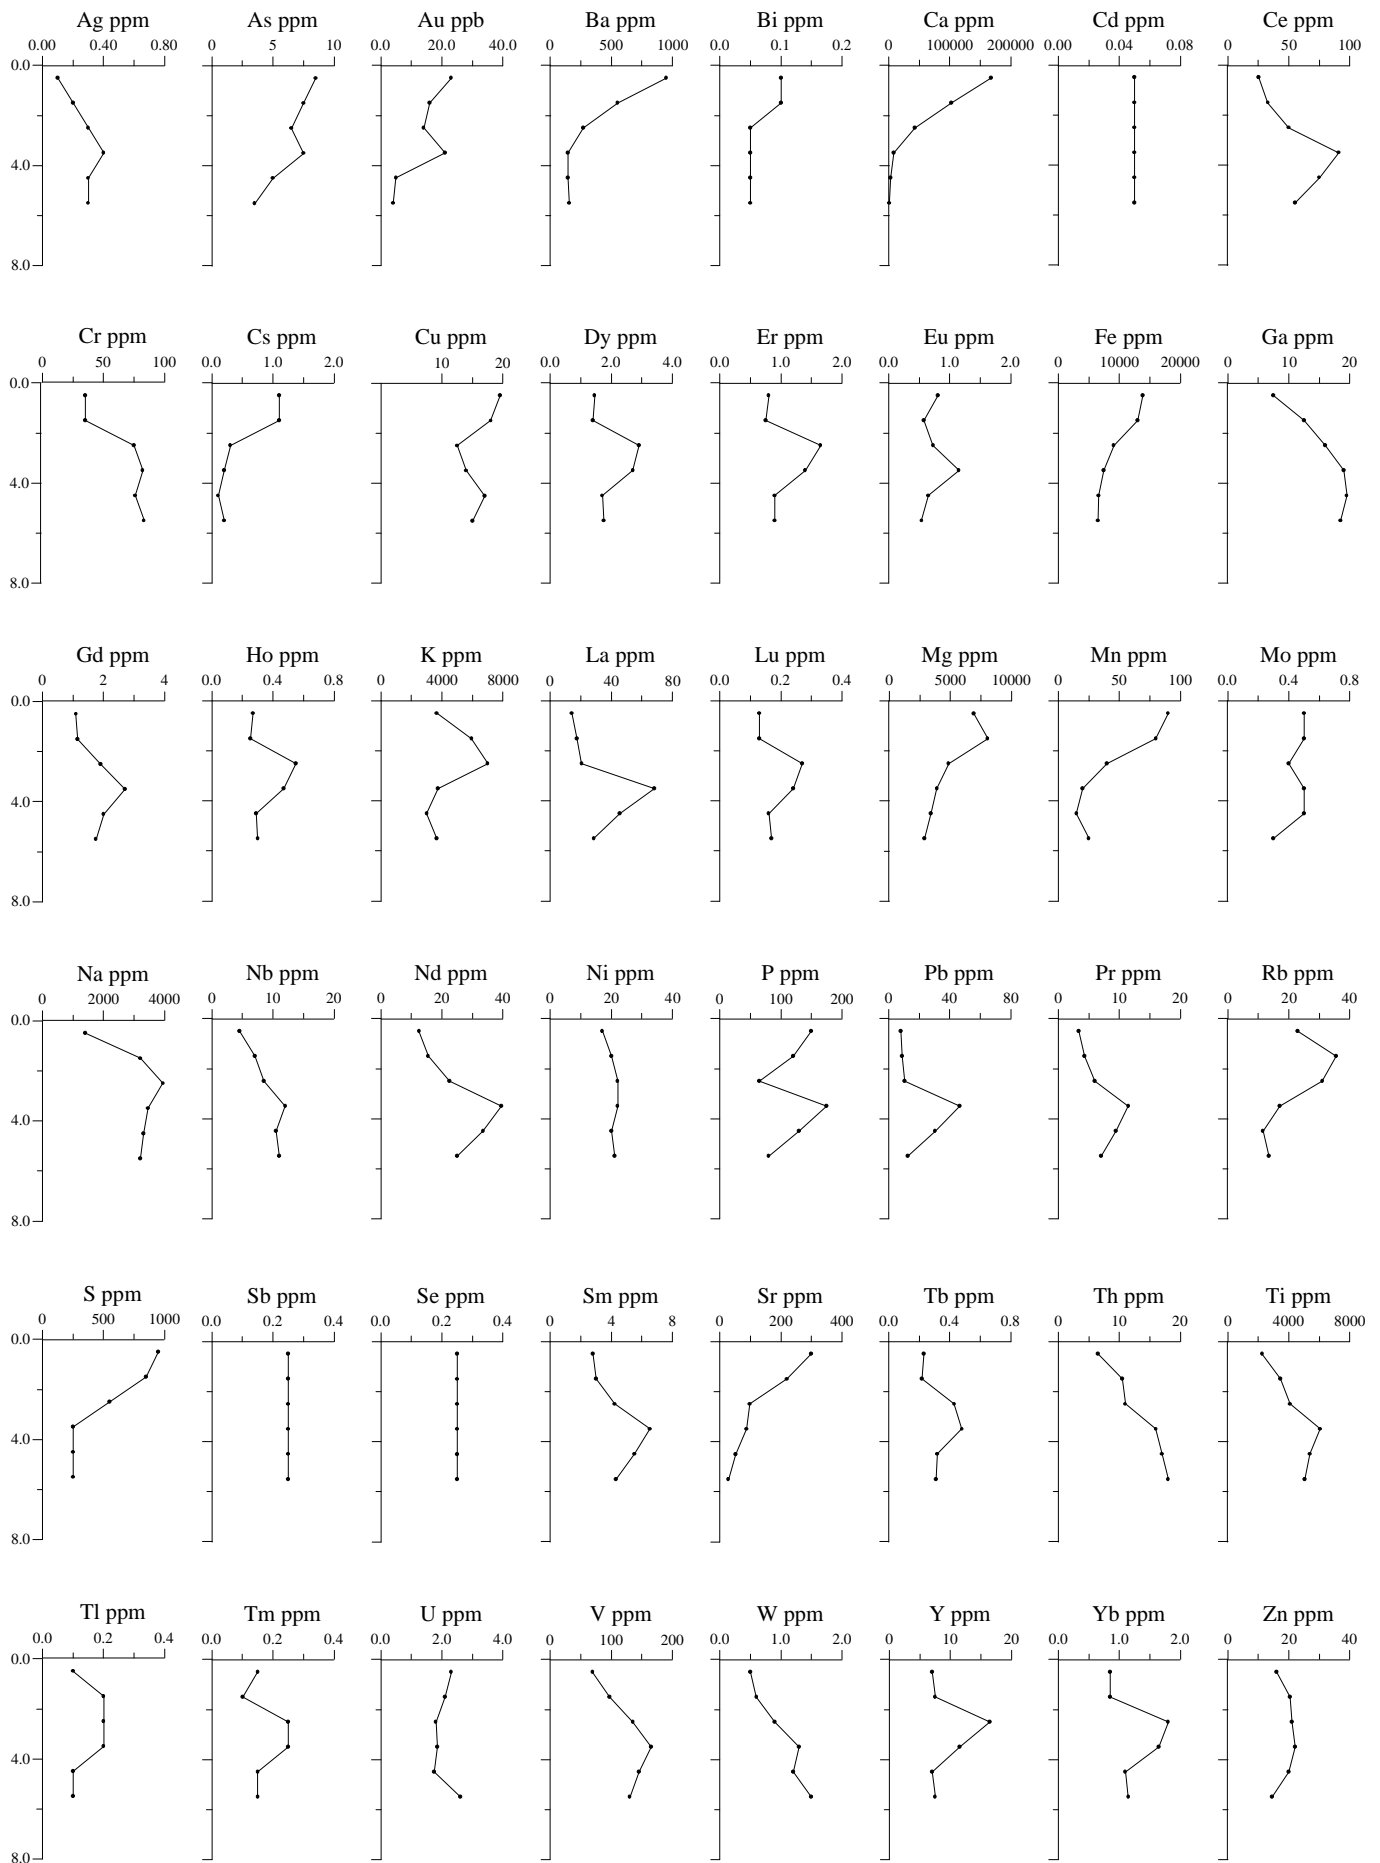 Ag ppm As ppm Au ppb Ba ppm Bi ppm Ca ppm Cd ppm Ce ppm
0.00 0.40 0.80 0 5 10 0.0 20.0 40.0 0 500 1000 0.0 0.1 0.2 0 100000 200000 0.00 0.04 0.08 0 50 100
0.0
4.0
8.0
Cr ppm Cs ppm Cu ppm Dy ppm Er ppm Eu ppm Fe ppm Ga ppm
0 50 100 0.0 1.0 2.0 10 20 0.0 2.0 4.0 0.0 1.0 2.0 0.0 1.0 2.0 0 10000 20000 0 10 20
0.0
4.0
8.0
Gd ppm Ho ppm K ppm La ppm Lu ppm Mg ppm Mn ppm Mo ppm
0 2 4 0.0 0.4 0.8 0 4000 8000 0 40 80 0.0 0.2 0.4 0 5000 10000 0 50 100 0.0 0.4 0.8
0.0
4.0
8.0
Na ppm Nb ppm Nd ppm Ni ppm P ppm Pb ppm Pr ppm Rb ppm
0 2000 4000 0 10 20 0 20 40 0 20 40 0 100 200 0 40 80 0 10 20 0 20 40
0.0
4.0
8.0
S ppm Sb ppm Se ppm Sm ppm Sr ppm Tb ppm Th ppm Ti ppm
0 500 1000 0.0 0.2 0.4 0.0 0.2 0.4 0 4 8 0 200 400 0.0 0.4 0.8 0 10 20 0 4000 8000
0.0
4.0
8.0
Tl ppm Tm ppm U ppm V ppm W ppm Y ppm Yb ppm Zn ppm
0.0 0.2 0.4 0.0 0.2 0.4 0.0 2.0 4.0 0 100 200 0.0 1.0 2.0 0 10 20 0.0 1.0 2.0 0 20 40
0.0
4.0
8.0